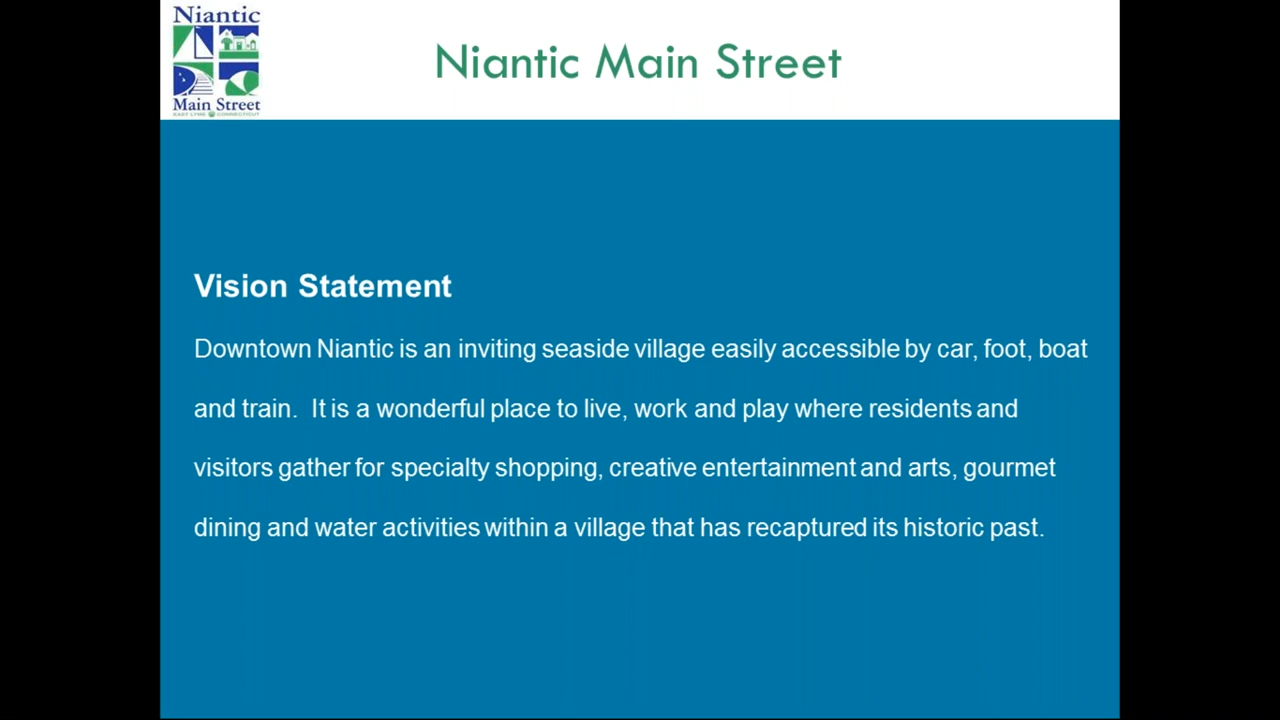 Niantic
Main Street
EAST LYME CONNECTICUT
Niantic Main Street
Vision Statement
Downtown Niantic is an inviting seaside village easily accessible by car, foot, boat
and train.  It is a wonderful place to live, work and play where residents and
visitors gather for specialty shopping, creative entertainment and arts, gourmet
dining and water activities within a village that has recaptured its historic past.